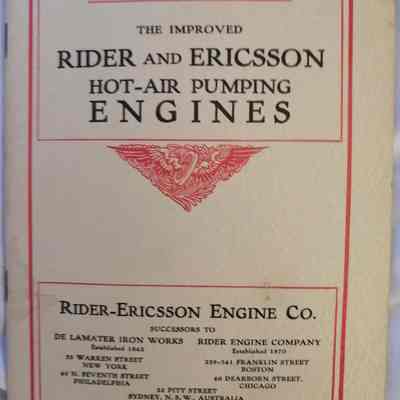 THE IMPROVED
RIDER AND ERICSSON
HOT-AIR PUMPING
ENGINES
RIDER-ERICSSON ENGINE CO.
SUCCESSORS TO
DE LAMATER IRON WORKS RIDER ENGINE COMPANY
Established 1842 Established 1870
35 WARREN STREET 239-241 FRANKLIN STREET
NEW YORK BOSTON
40 N. SEVENTH STREET 40 DEARBORN STREET,
PHILADELPHIA CHICAGO
22 PITT STREET
SYDNEY, N. S. W., AUSTRALIA